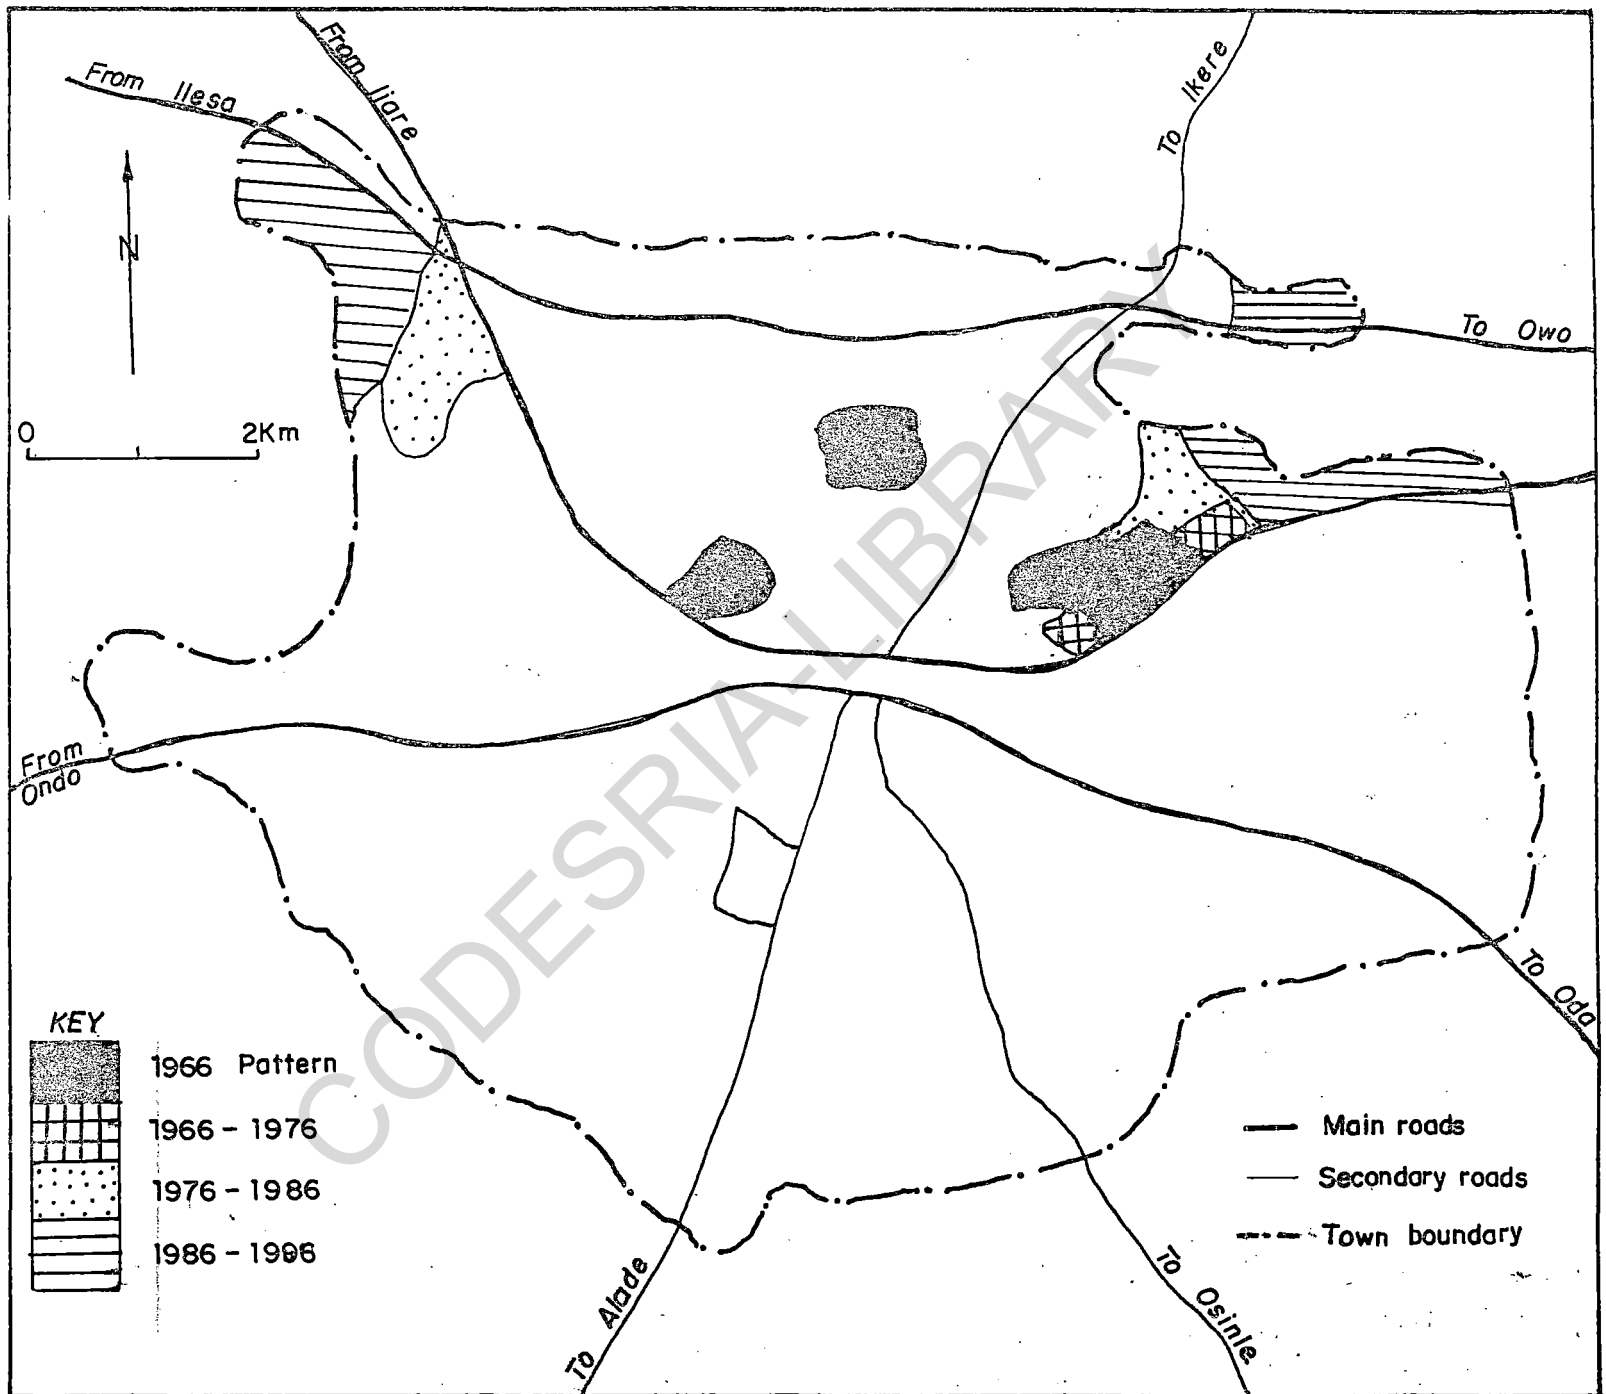 From Ijare
From Ilesa
To Ikere
N
To Owo
0 2Km
From
Ondo
To Oda
KEY
1966 Pattern
1966 - 1976
1976 - 1986
1986 - 1996
Main roads
Secondary roads
Town boundary
To Alade
To Osinle
CODESRIA-LIBRARY